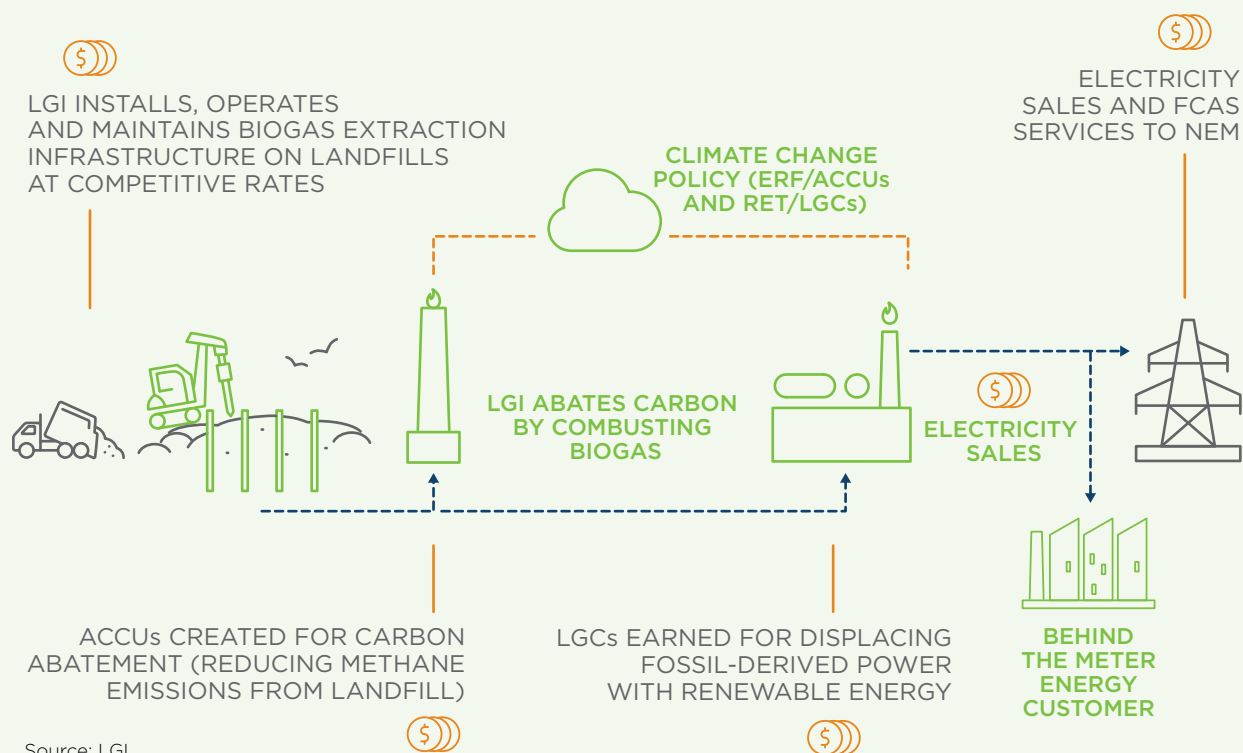 LGI INSTALLS, OPERATES
AND MAINTAINS BIOGAS EXTRACTION
INFRASTRUCTURE ON LANDFILLS
AT COMPETITIVE RATES
ELECTRICITY
SALES AND FCAS
SERVICES TO NEM
CLIMATE CHANGE
POLICY (ERF/ACCUs
AND RET/LGCs)
LGI ABATES CARBON
BY COMBUSTING
BIOGAS
$
ELECTRICITY
SALES
$
$
ACCUs CREATED FOR CARBON
ABATEMENT (REDUCING METHANE
EMISSIONS FROM LANDFILL)
$
LGCs EARNED FOR DISPLACING
FOSSIL-DERIVED POWER
WITH RENEWABLE ENERGY
$
BEHIND
THE METER
ENERGY
CUSTOMER
Source: LGI